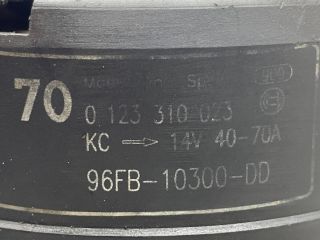 70
0 123 310 023
KC → 14V 40-70A
96FB-10300-DD